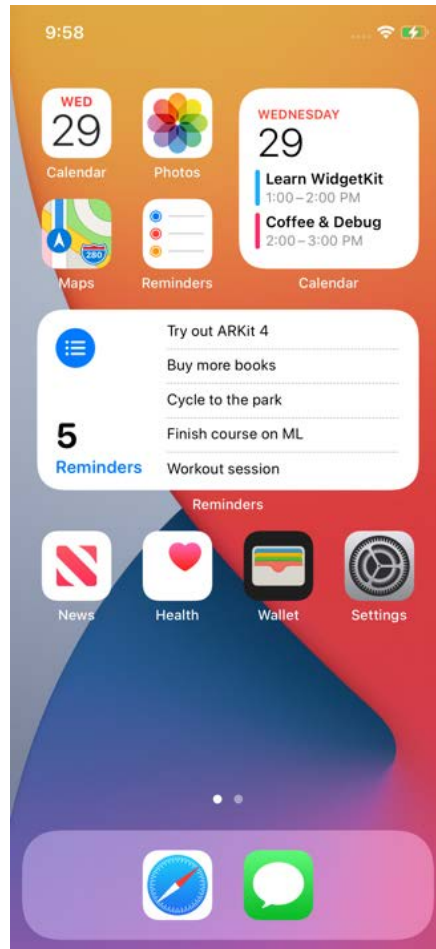 9:58
WED
29
Calendar
Photos
WEDNESDAY
29
Learn WidgetKit
1:00–2:00 PM
Coffee & Debug
2:00–3:00 PM
Calendar
280
Maps
Reminders
Try out ARKit 4
Buy more books
Cycle to the park
Finish course on ML
Workout session
5
Reminders
Reminders
News
Health
Wallet
Settings